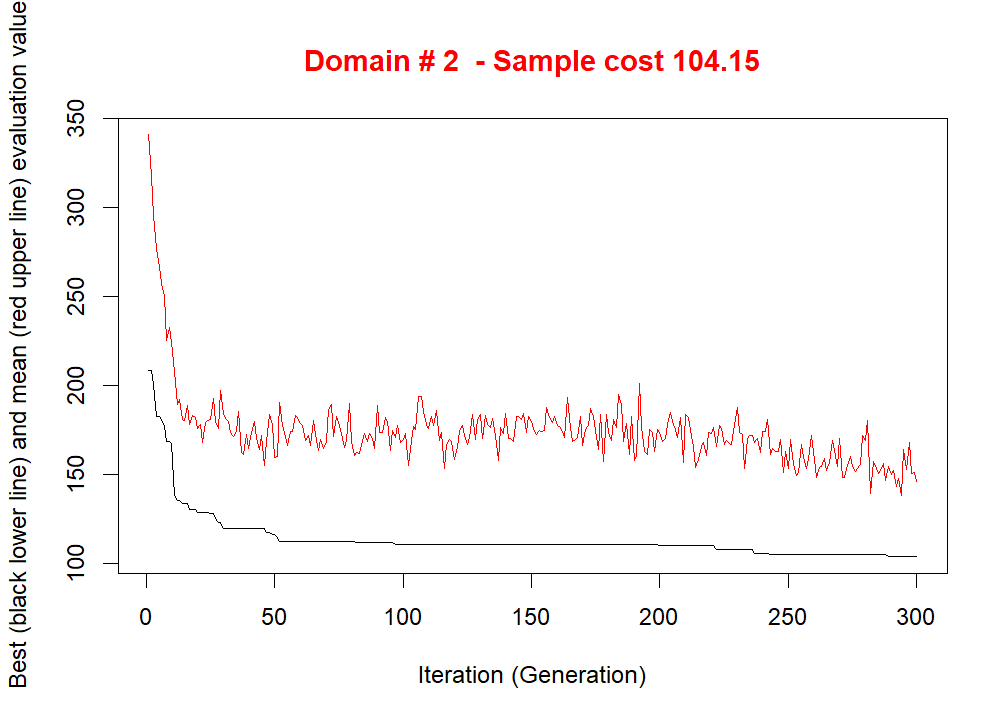 Domain # 2  - Sample cost 104.15
Best (black lower line) and mean (red upper line) evaluation value
350
300
250
200
150
100
0 50 100 150 200 250 300
Iteration (Generation)